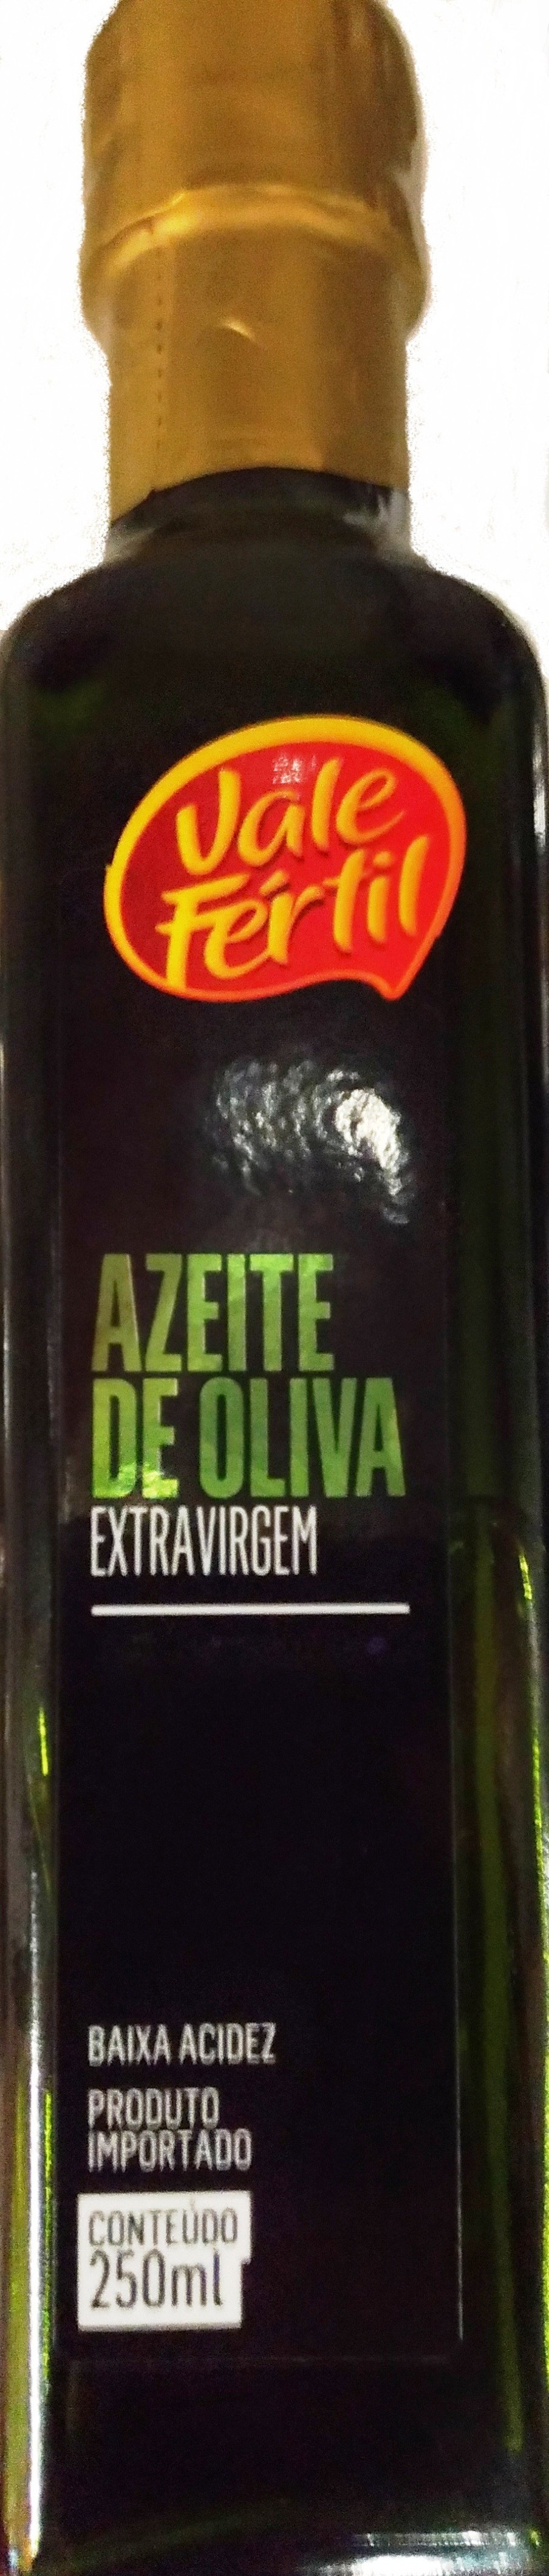 Vale
Fértil
AZEITE
DE OLIVA
EXTRAVIRGEM
BAIXA ACIDEZ
PRODUTO
IMPORTADO
CONTEÚDO
250ml